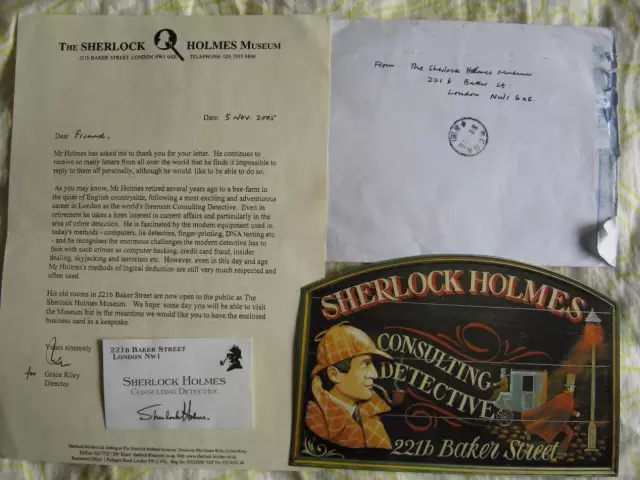 THE SHERLOCK HOLMES MUSEUM
221b BAKER STREET, LONDON NW1 6XE TELEPHONE: 020 7935 8866
Date: 5 Nov. 2005
Dear Friend,
Mr Holmes has asked me to thank you for your letter. He continues to
receive so many letters from all over the world that he finds it impossible to
reply to them all personally, although he would like to be able to do so.
As you may know, Mr Holmes retired several years ago to a bee-farm in
the quiet of English countryside, following a most exciting and adventurous
career in London as the world's foremost Consulting Detective. Even in
retirement he takes a keen interest in current affairs and particularly in the
area of crime detection. He is fascinated by the modern equipment used in
today's methods - computers, lie detectors, finger-printing, DNA testing etc
- and he recognises the enormous challenges the modern detective has to
face with such crimes as computer hacking, credit card fraud, insider
dealing, skyjacking and terrorism etc. However, even in this day and age
Mr Holmes's methods of logical deduction are still very much respected and
often used.
His old rooms in 221b Baker Street are now open to the public as The
Sherlock Holmes Museum. We hope some day you will be able to visit
the Museum but in the meantime we would like you to have the enclosed
business card as a keepsake.
Yours sincerely
for Grace Riley
Director
221B BAKER STREET
LONDON NW1
SHERLOCK HOLMES
CONSULTING DETECTIVE
Sherlock Holmes.
From The Sherlock Holmes Museum
221 b Baker St.
London NW1 6XE.
SHERLOCK HOLMES
CONSULTING
DETECTIVE
221b Baker Street